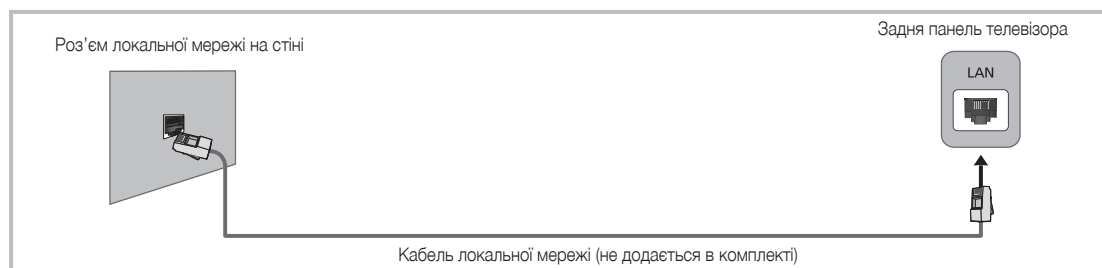 Роз’єм локальної мережі на стіні
Задня панель телевізора
LAN
Кабель локальної мережі (не додається в комплекті)